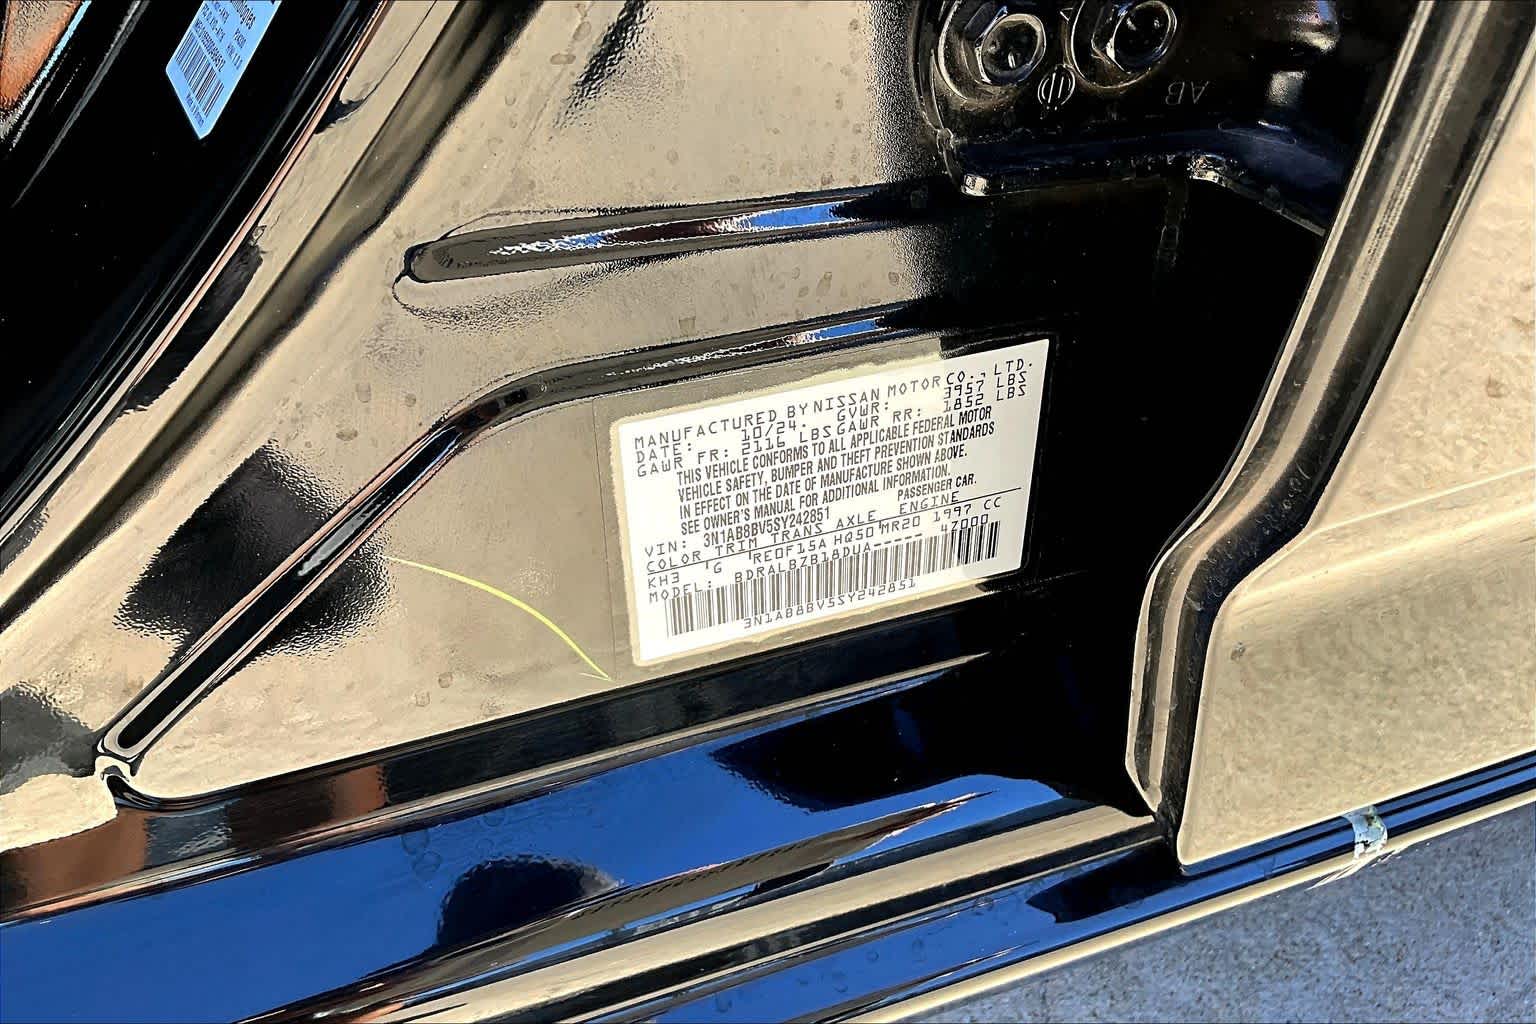 MANUFACTURED BY NISSAN MOTOR CO., LTD.
DATE: 10/24. GVWR: 3957 LBS
GAWR FR: 2116 LBS GAWR RR: 1852 LBS
THIS VEHICLE CONFORMS TO ALL APPLICABLE FEDERAL MOTOR
VEHICLE SAFETY, BUMPER AND THEFT PREVENTION STANDARDS
IN EFFECT ON THE DATE OF MANUFACTURE SHOWN ABOVE.
SEE OWNER'S MANUAL FOR ADDITIONAL INFORMATION.
VIN: 3N1AB8BV5SY242851 PASSENGER CAR.
COLOR TRIM TRANS AXLE ENGINE
KH3 'G RE0F15A HQ50 MR20 1997 CC
MODEL: BDRALBZB18DUA----- 47000
3N1AB8BV5SY242851
AB